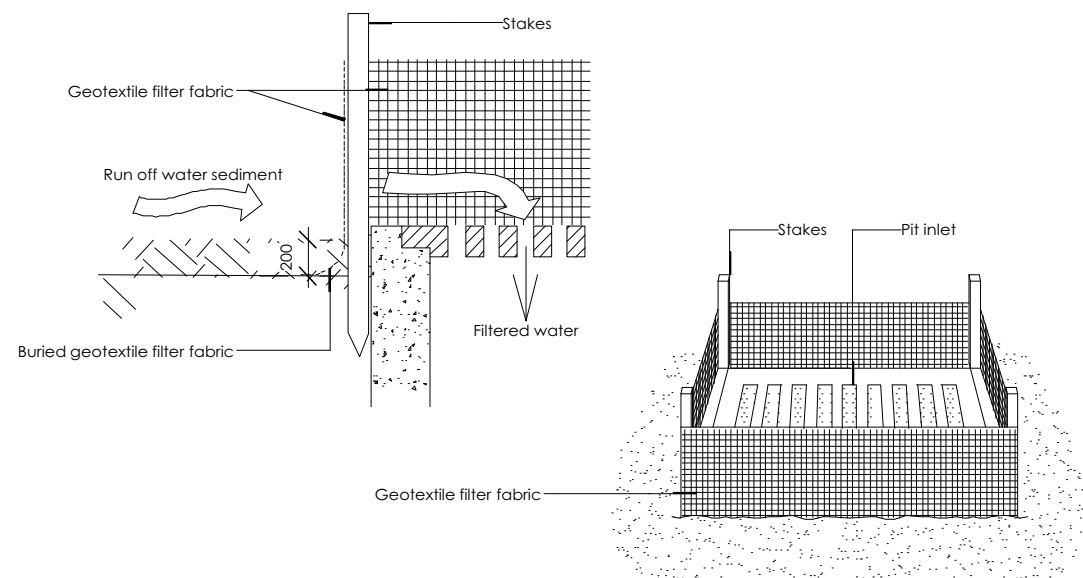 Stakes
Geotextile filter fabric
Run off water sediment
200
Filtered water
Buried geotextile filter fabric
Stakes
Pit inlet
Geotextile filter fabric